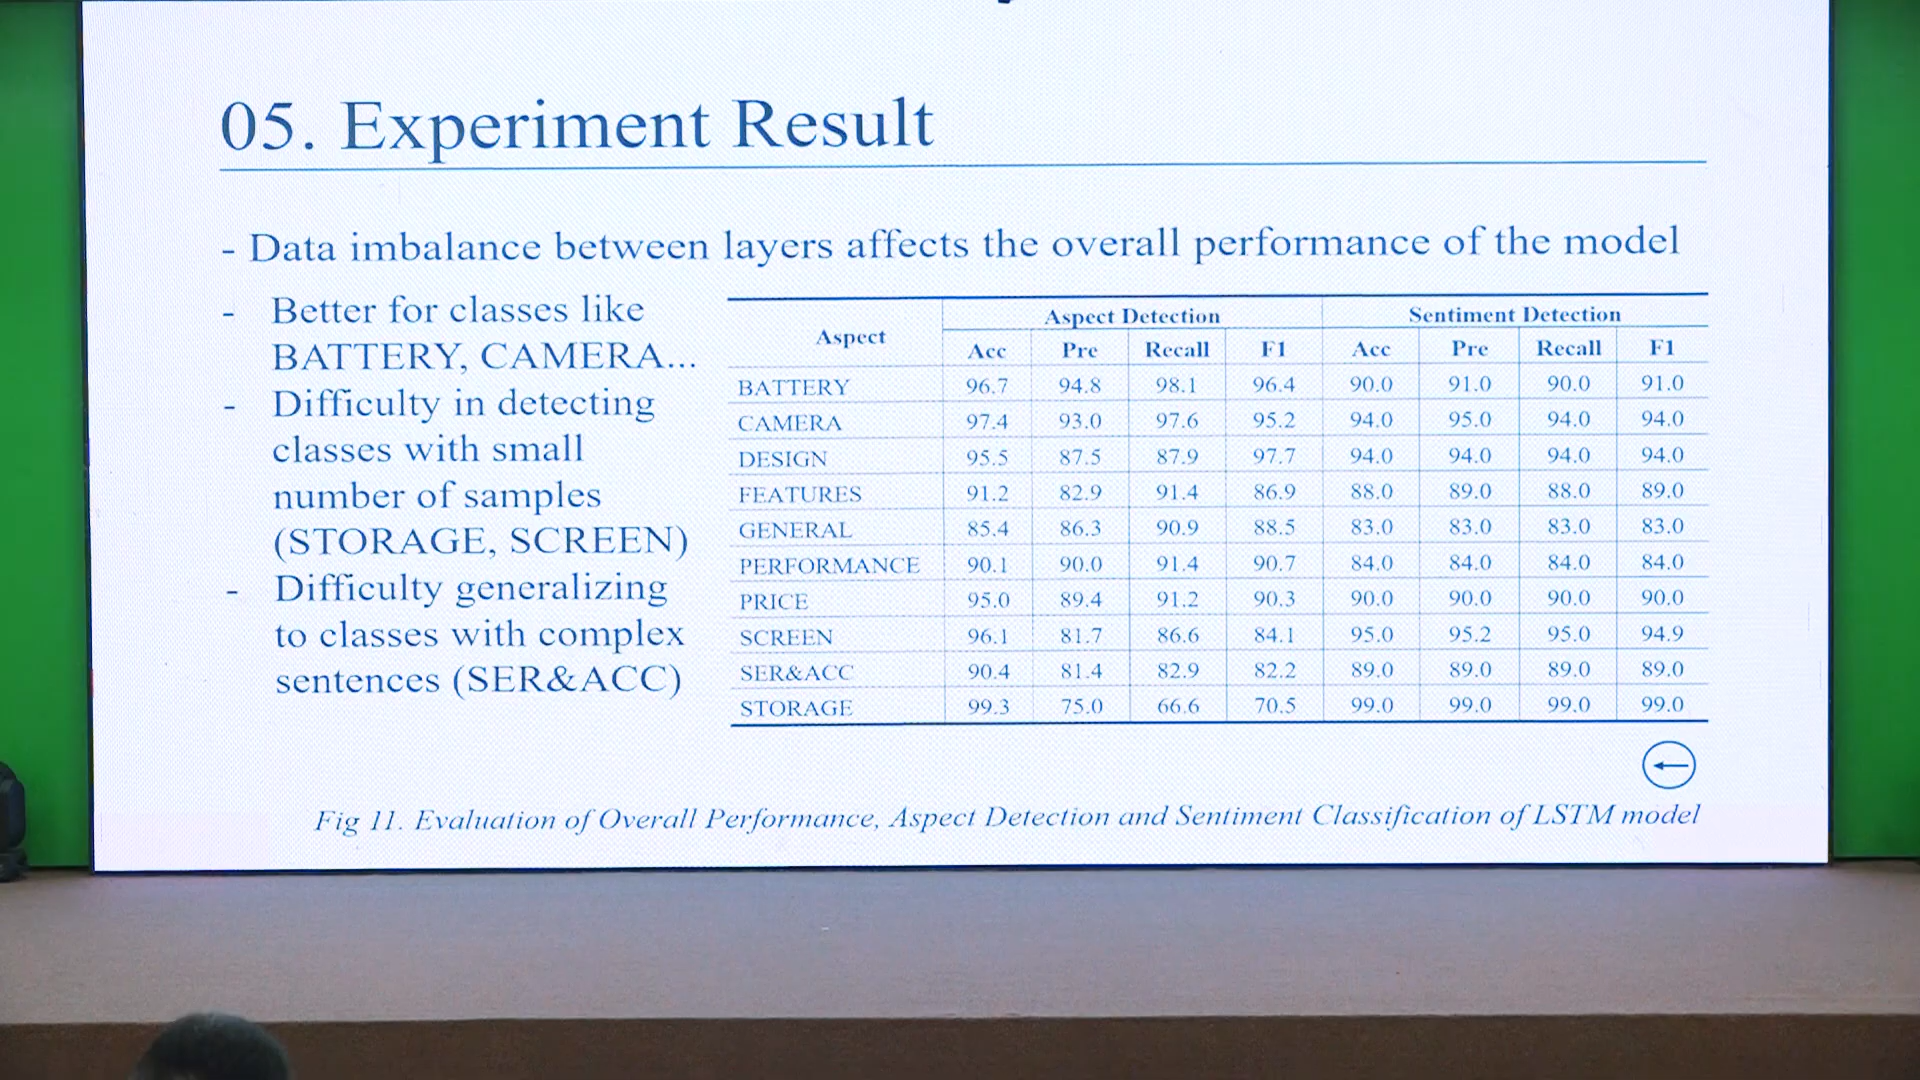 05. Experiment Result
- Data imbalance between layers affects the overall performance of the model
- Better for classes like
BATTERY, CAMERA...
- Difficulty in detecting
classes with small
number of samples
(STORAGE, SCREEN)
- Difficulty generalizing
to classes with complex
sentences (SER&ACC)
Aspect Aspect Detection Sentiment Detection
Acc Pre Recall F1 Acc Pre Recall F1
BATTERY 96.7 94.8 98.1 96.4 90.0 91.0 90.0 91.0
CAMERA 97.4 93.0 97.6 95.2 94.0 95.0 94.0 94.0
DESIGN 95.5 87.5 87.9 97.7 94.0 94.0 94.0 94.0
FEATURES 91.2 82.9 91.4 86.9 88.0 89.0 88.0 89.0
GENERAL 85.4 86.3 90.9 88.5 83.0 83.0 83.0 83.0
PERFORMANCE 90.1 90.0 91.4 90.7 84.0 84.0 84.0 84.0
PRICE 95.0 89.4 91.2 90.3 90.0 90.0 90.0 90.0
SCREEN 96.1 81.7 86.6 84.1 95.0 95.2 95.0 94.9
SER&ACC 90.4 81.4 82.9 82.2 89.0 89.0 89.0 89.0
STORAGE 99.3 75.0 66.6 70.5 99.0 99.0 99.0 99.0
Fig 11. Evaluation of Overall Performance, Aspect Detection and Sentiment Classification of LSTM model